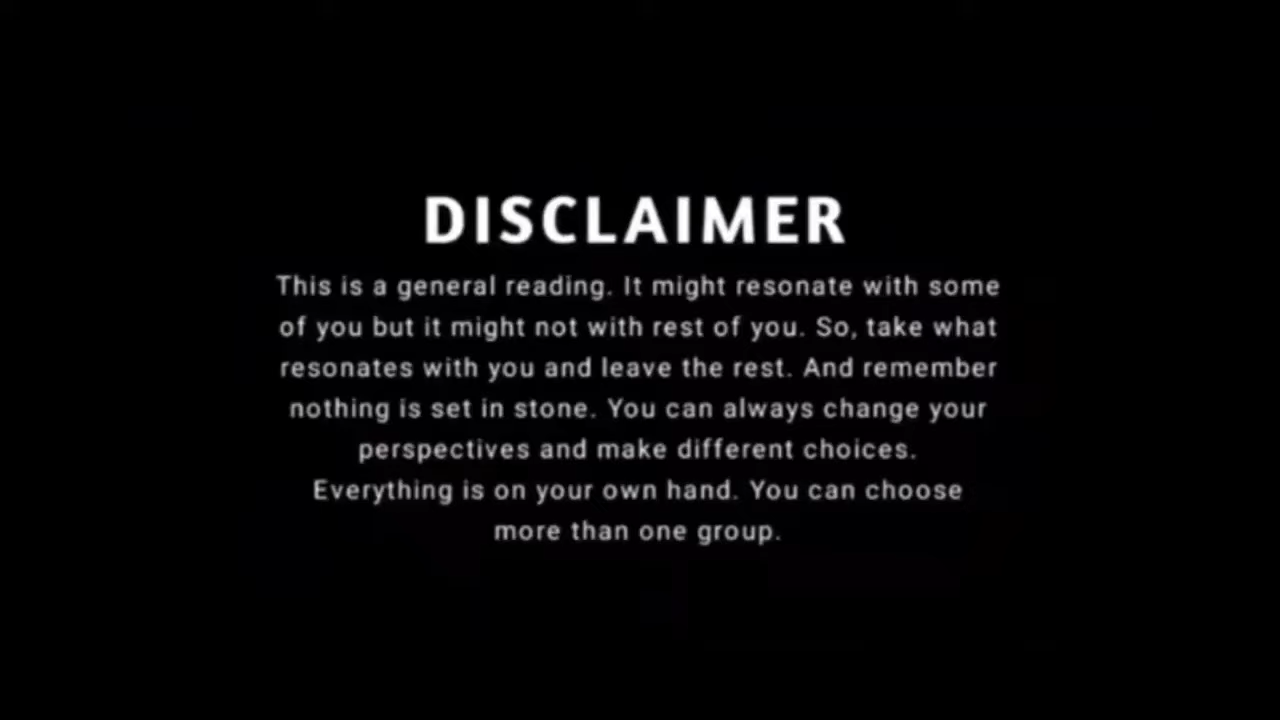 DISCLAIMER
This is a general reading. It might resonate with some
of you but it might not with rest of you. So, take what
resonates with you and leave the rest. And remember
nothing is set in stone. You can always change your
perspectives and make different choices.
Everything is on your own hand. You can choose
more than one group.